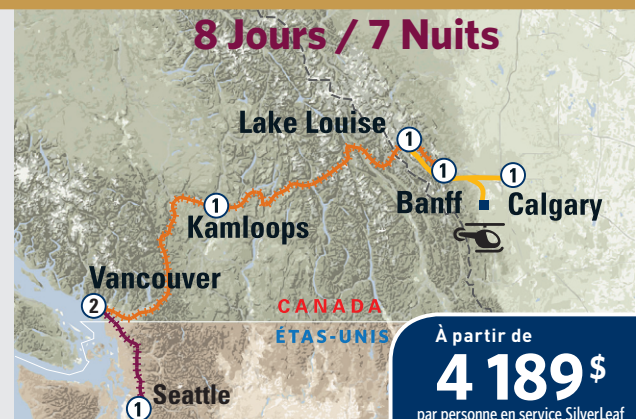 8 Jours / 7 Nuits
Lake Louise
1
1
1
Banff
Calgary
1
Kamloops
Vancouver
2
CANADA
ÉTAS-UNIS
À partir de
4 189 $
par personne en service SilverLeaf
Seattle
1